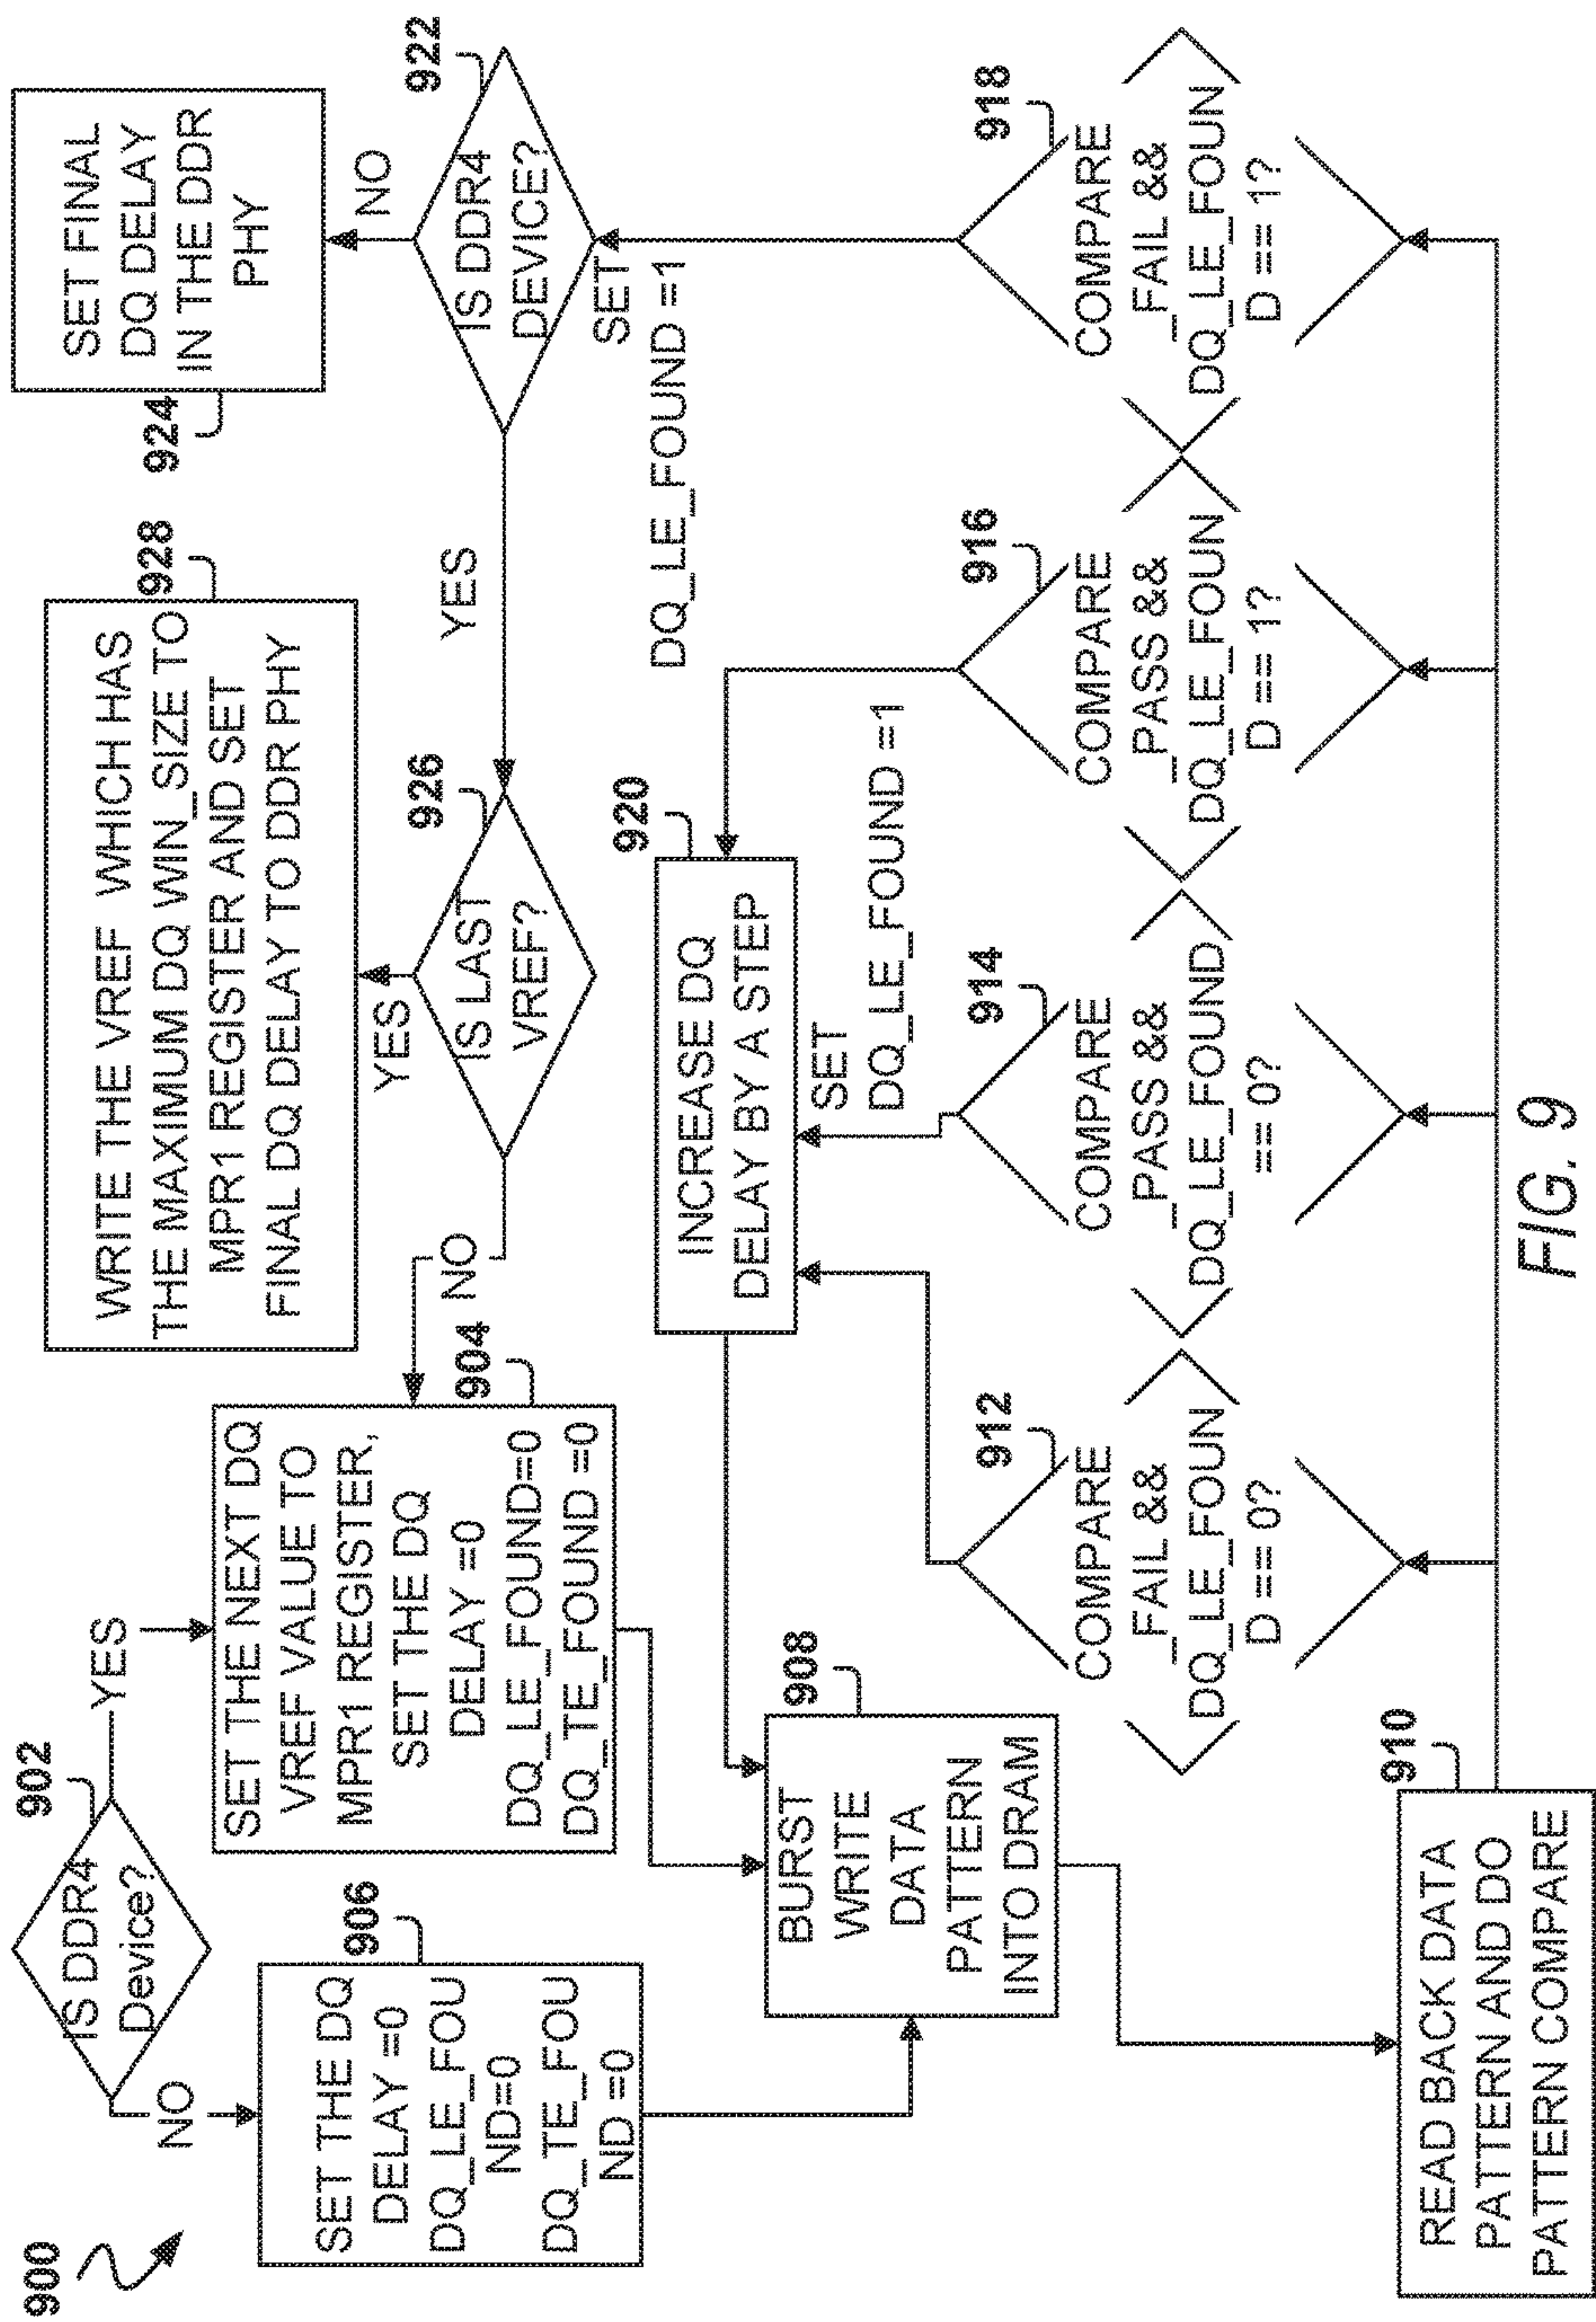 900
902
IS DDR4
Device?
NO
YES
906
SET THE DQ
DELAY =0
DQ_LE_FOU
ND=0
DQ_TE_FOU
ND =0
904
SET THE NEXT DQ
VREF VALUE TO
MPR1 REGISTER,
SET THE DQ
DELAY =0
DQ_LE_FOUND=0
DQ_TE_FOUND =0
NO
928
WRITE THE VREF WHICH HAS
THE MAXIMUM DQ WIN_SIZE TO
MPR1 REGISTER AND SET
FINAL DQ DELAY TO DDR PHY
YES
926
IS LAST
VREF?
YES
924
SET FINAL
DQ DELAY
IN THE DDR
PHY
NO
922
IS DDR4
DEVICE?
SET
DQ_LE_FOUND =1
908
BURST
WRITE
DATA
PATTERN
INTO DRAM
920
INCREASE DQ
DELAY BY A STEP
SET
DQ_LE_FOUND =1
910
READ BACK DATA
PATTERN AND DO
PATTERN COMPARE
912
COMPARE
_FAIL &&
DQ_LE_FOUN
D == 0?
914
COMPARE
_PASS &&
DQ_LE_FOUND
== 0?
916
COMPARE
_PASS &&
DQ_LE_FOUN
D == 1?
918
COMPARE
_FAIL &&
DQ_LE_FOUN
D == 1?
FIG. 9